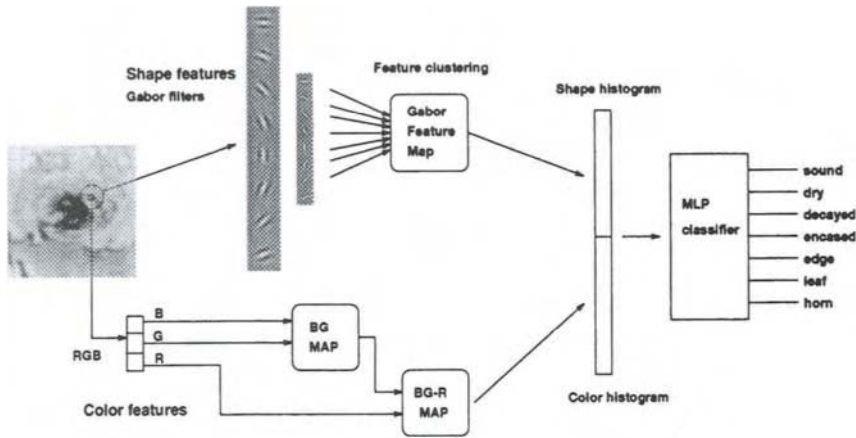 Shape features
Gabor filters
Feature clustering
Gabor
Feature
Map
Shape histogram
MLP
classifier
sound
dry
decayed
encased
edge
leaf
horn
RGB
B
G
R
BG
MAP
BG-R
MAP
Color features
Color histogram